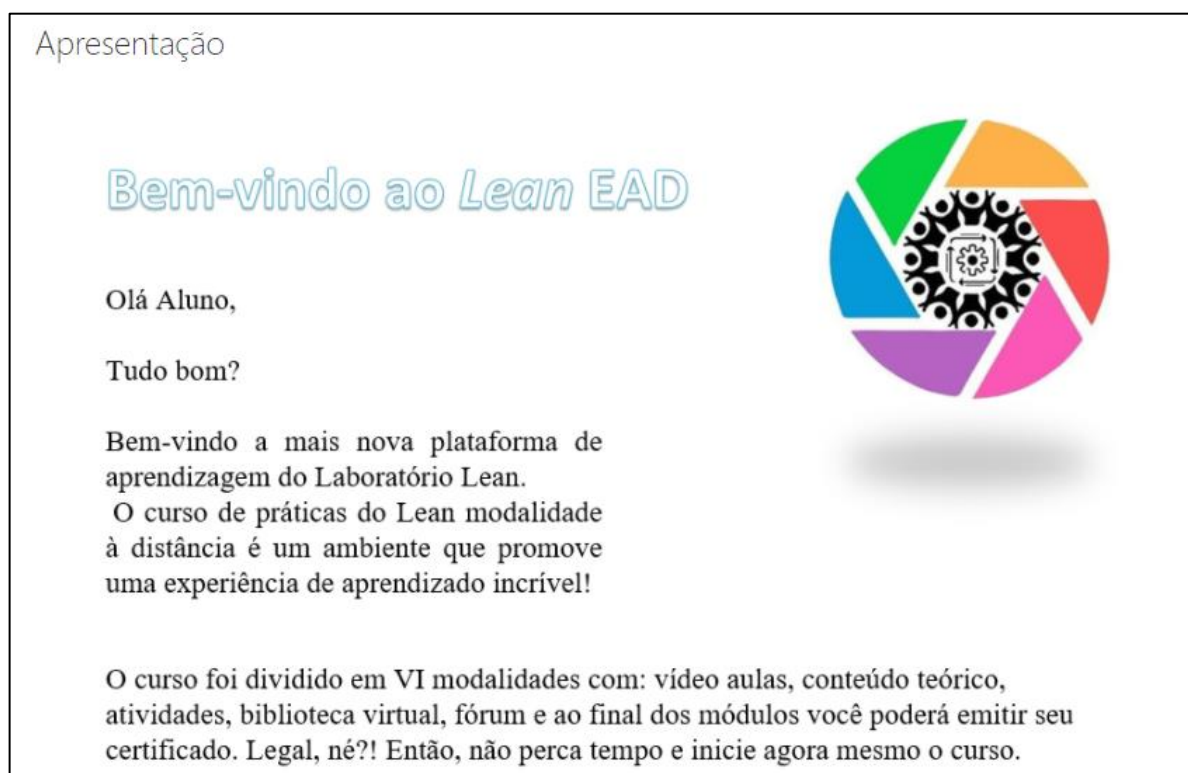 Apresentação
Bem-vindo ao Lean EAD
Olá Aluno,
Tudo bom?
Bem-vindo a mais nova plataforma de
aprendizagem do Laboratório Lean.
O curso de práticas do Lean modalidade
à distância é um ambiente que promove
uma experiência de aprendizado incrível!
O curso foi dividido em VI modalidades com: vídeo aulas, conteúdo teórico,
atividades, biblioteca virtual, fórum e ao final dos módulos você poderá emitir seu
certificado. Legal, né?! Então, não perca tempo e inicie agora mesmo o curso.